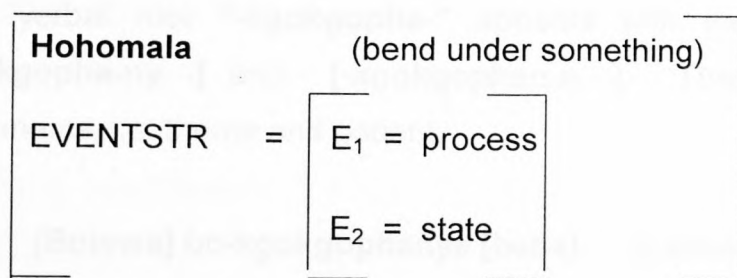 Hohomala (bend under something)
EVENTSTR = E₁ = process
E₂ = state